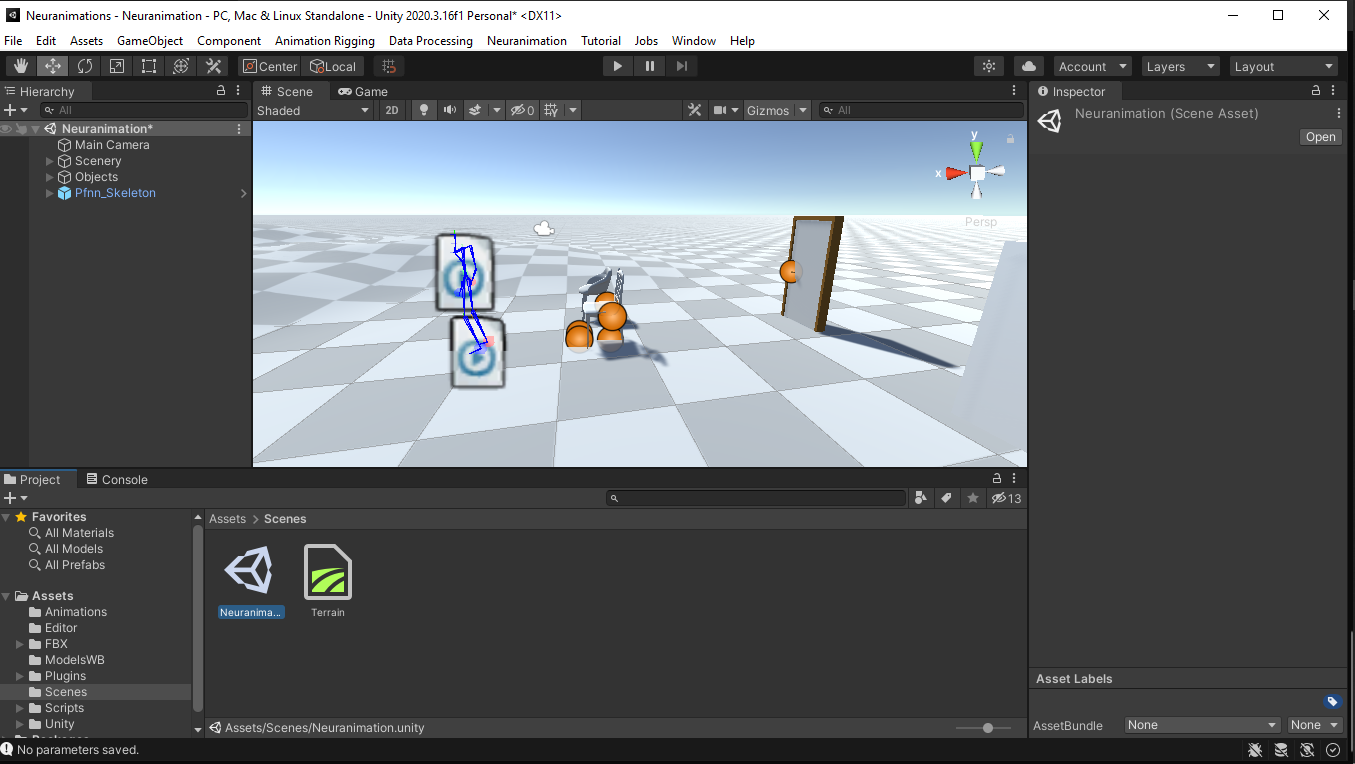 Neuranimations - Neuranimation - PC, Mac & Linux Standalone - Unity 2020.3.16f1 Personal* <DX11>
File Edit Assets GameObject Component Animation Rigging Data Processing Neuranimation Tutorial Jobs Window Help
Center Local Account Layers Layout
Hierarchy
All
Neuranimation*
Main Camera
Scenery
Objects
Pfnn_Skeleton
Scene Game
Shaded 2D 0 Gizmos All
y
x
Persp
Inspector
Neuranimation (Scene Asset)
Open
Project Console
13
Favorites
All Materials
All Models
All Prefabs
Assets
Animations
Editor
FBX
ModelsWB
Plugins
Scenes
Scripts
Unity
Assets > Scenes
Neuranima...
Terrain
Assets/Scenes/Neuranimation.unity
Asset Labels
AssetBundle None None
No parameters saved.